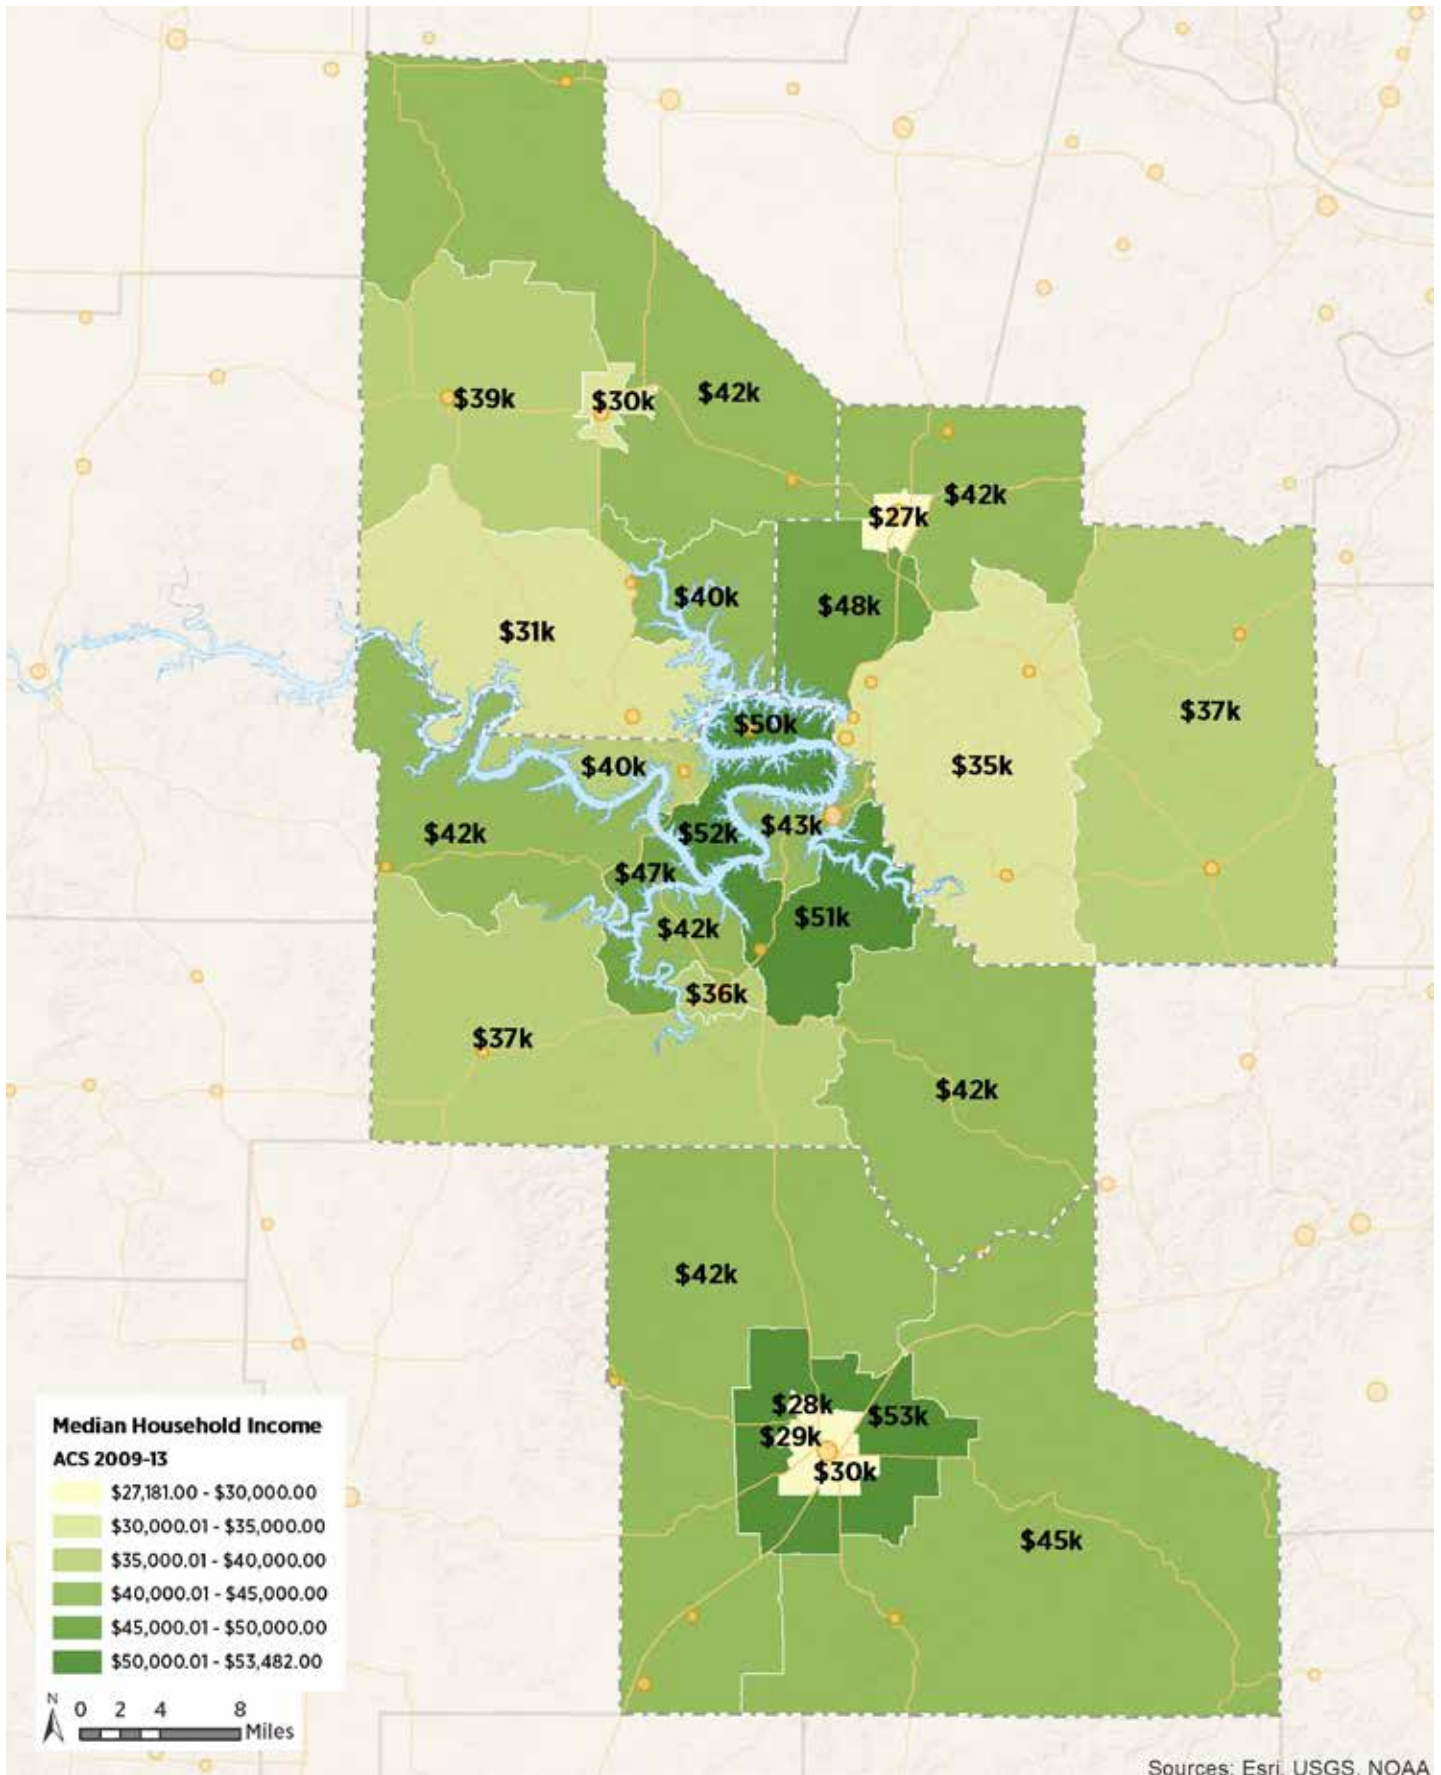 $39k
$30k
$42k
$42k
$27k
$40k
$48k
$31k
$37k
$50k
$40k
$35k
$42k
$52k
$43k
$47k
$51k
$42k
$36k
$37k
$42k
$42k
$28k
$53k
$29k
$30k
$45k
Median Household Income
ACS 2009-13
$27,181.00 - $30,000.00
$30,000.01 - $35,000.00
$35,000.01 - $40,000.00
$40,000.01 - $45,000.00
$45,000.01 - $50,000.00
$50,000.01 - $53,482.00
N
0 2 4 8
Miles
Sources: Esri, USGS, NOAA